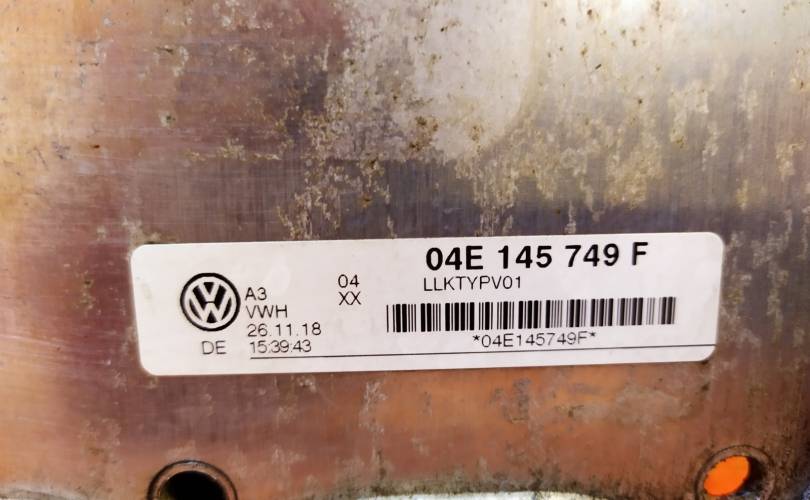 04E 145 749 F
LLKTYPV01
04
XX
A3
VWH
26.11.18
DE 15:39:43
*04E145749F*